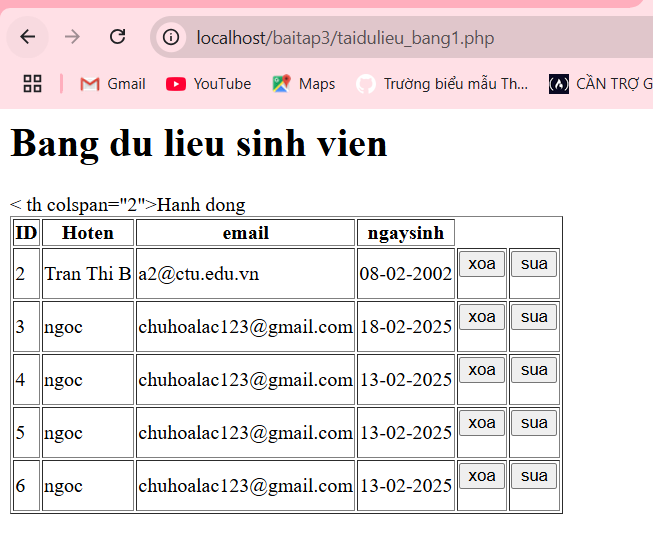 localhost/baitap3/taidulieu_bang1.php
Gmail YouTube Maps Trường biểu mẫu Th... (A) CẦN TRỢ G
Bang du lieu sinh vien
< th colspan="2">Hanh dong
ID Hoten email ngaysinh
2 Tran Thi B a2@ctu.edu.vn 08-02-2002 xoa sua
3 ngoc chuhoalac123@gmail.com 18-02-2025 xoa sua
4 ngoc chuhoalac123@gmail.com 13-02-2025 xoa sua
5 ngoc chuhoalac123@gmail.com 13-02-2025 xoa sua
6 ngoc chuhoalac123@gmail.com 13-02-2025 xoa sua